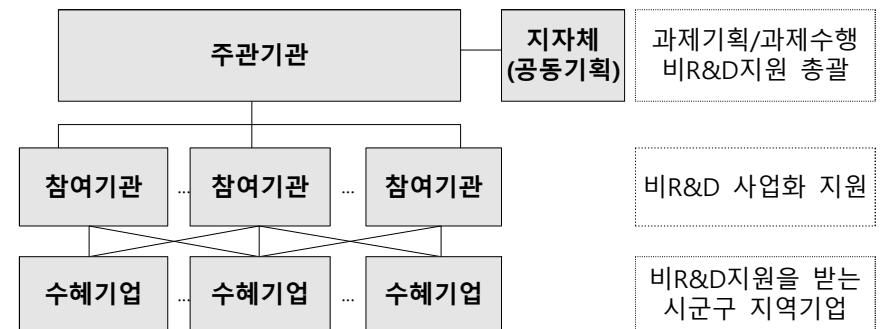 주관기관
지자체
(공동기획)
과제기획/과제수행
비R&D지원 총괄
참여기관 ... 참여기관 ... 참여기관
비R&D 사업화 지원
수혜기업 ... 수혜기업 ... 수혜기업
비R&D지원을 받는
시군구 지역기업